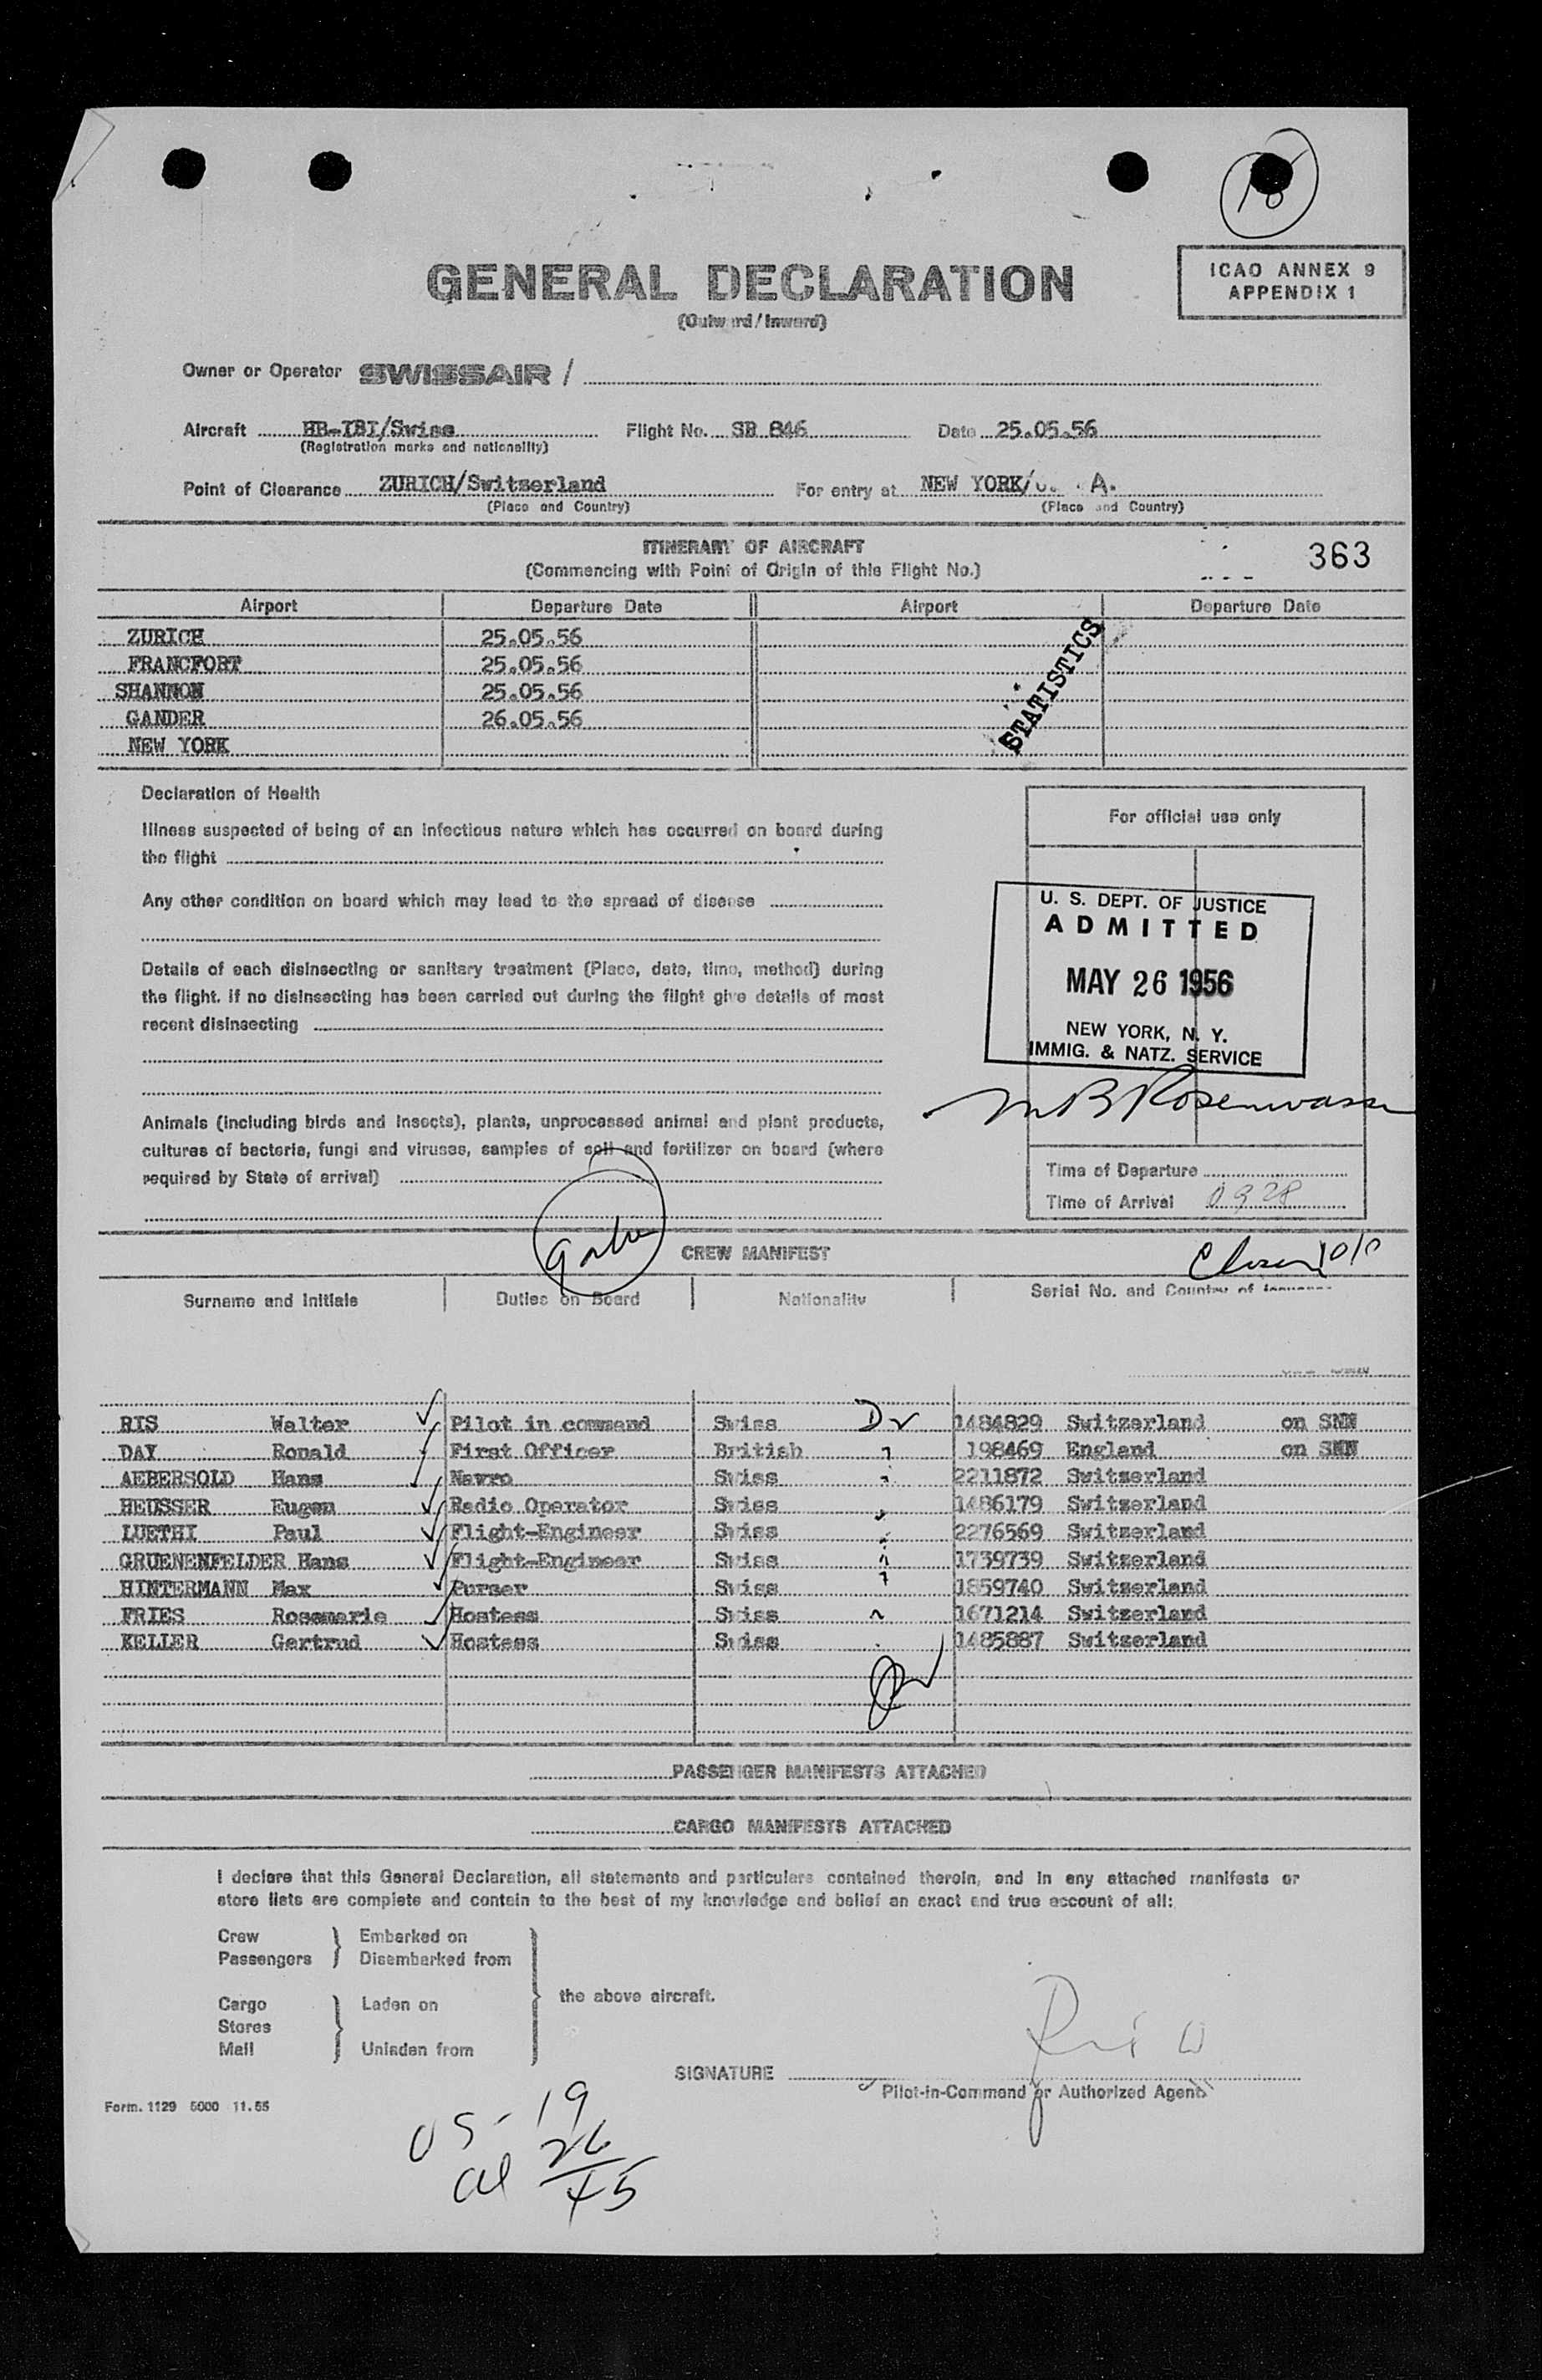 18
GENERAL DECLARATION
ICAO ANNEX 9
APPENDIX 1
(Outward/Inward)
Owner or Operator SWISSAIR /
Aircraft HB-IBI/Swiss Flight No. SR 846 Date 25.05.56
(Registration marks and nationality)
Point of Clearance ZURICH/Switzerland For entry at NEW YORK/U. A.
(Place and Country) (Place and Country)
ITINERARY OF AIRCRAFT
(Commencing with Point of Origin of this Flight No.)
363
Airport Departure Date Airport Departure Date
ZURICH 25.05.56
FRANCFORT 25.05.56
SHANNON 25.05.56
GANDER 26.05.56
NEW YORK
STATISTICS
Declaration of Health
Illness suspected of being of an infectious nature which has occurred on board during
the flight
Any other condition on board which may lead to the spread of disease
Details of each disinsecting or sanitary treatment (Place, date, time, method) during
the flight. if no disinsecting has been carried out during the flight give details of most
recent disinsecting
Animals (including birds and insects), plants, unprocessed animal and plant products,
cultures of bacteria, fungi and viruses, samples of soil and fertilizer on board (where
required by State of arrival)
For official use only
U. S. DEPT. OF JUSTICE
ADMITTED
MAY 26 1956
NEW YORK, N. Y.
IMMIG. & NATZ. SERVICE
M B Rosenwasser
Time of Departure
Time of Arrival 0928
CREW MANIFEST
Surname and Initials Duties on Board Nationality Serial No. and Country of
RIS Walter Pilot in command Swiss 1484829 Switzerland on SNN
DAY Ronald First Officer British 198469 England on SNN
AEBERSOLD Hans Navro Swiss 2211872 Switzerland
HEUSSER Eugen Radio Operator Swiss 1486179 Switzerland
LUETHI Paul Flight-Engineer Swiss 2276569 Switzerland
GRUENENFELDER Hans Flight-Engineer Swiss 1739739 Switzerland
HINTERMANN Max Purser Swiss 1859740 Switzerland
FRIES Rosemarie Hostess Swiss 1671214 Switzerland
KELLER Gertrud Hostess Swiss 1485887 Switzerland
PASSENGER MANIFESTS ATTACHED
CARGO MANIFESTS ATTACHED
I declare that this General Declaration, all statements and particulars contained therein, and in any attached manifests or
store lists are complete and contain to the best of my knowledge and belief an exact and true account of all:
Crew Embarked on
Passengers Disembarked from
the above aircraft.
Cargo Laden on
Stores
Mail Unladen from
Ris W
SIGNATURE
Pilot-in-Command or Authorized Agent
Form. 1129 5000 11.55
US - 19
al 26
45